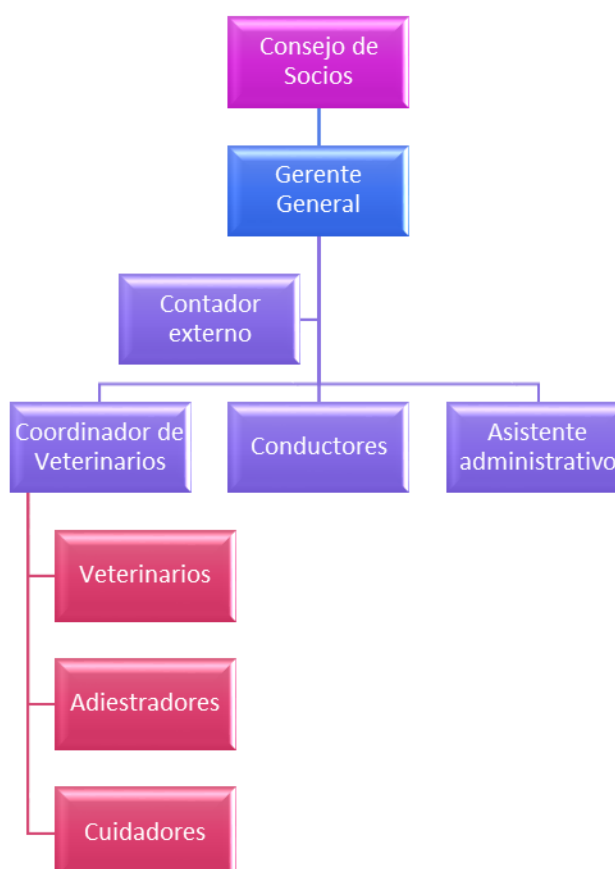 Consejo de
Socios
Gerente
General
Contador
externo
Coordinador de
Veterinarios
Conductores
Asistente
administrativo
Veterinarios
Adiestradores
Cuidadores